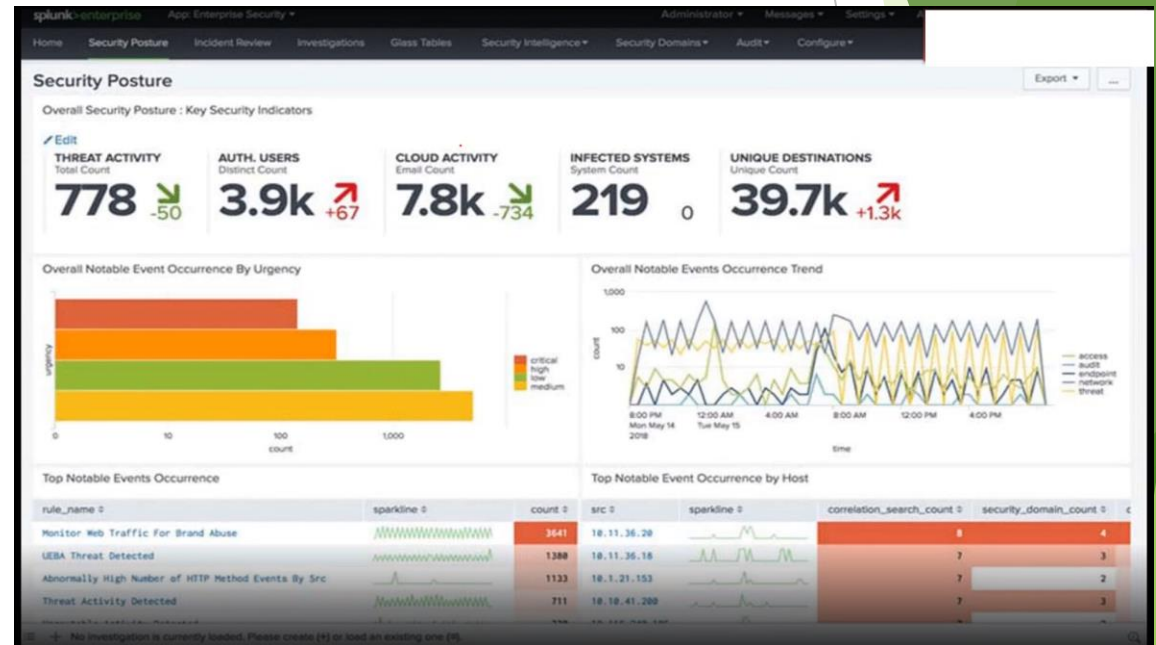 splunk>enterprise App: Enterprise Security Administrator Messages Settings A
Home Security Posture Incident Review Investigations Glass Tables Security Intelligence Security Domains Audit Configure
Security Posture
Export ...
Overall Security Posture : Key Security Indicators
Edit
THREAT ACTIVITY
Total Count
778 -50
AUTH. USERS
Distinct Count
3.9k +67
CLOUD ACTIVITY
Email Count
7.8k -734
INFECTED SYSTEMS
System Count
219 0
UNIQUE DESTINATIONS
Unique Count
39.7k +1.3k
Overall Notable Event Occurrence By Urgency
urgency
critical
high
low
medium
0 10 100 1,000
count
Overall Notable Events Occurrence Trend
1,000
100
10
count
access
audit
endpoint
network
threat
8:00 PM 12:00 AM 4:00 AM 8:00 AM 12:00 PM 4:00 PM
Mon May 14 Tue May 15
2018
time
Top Notable Events Occurrence
rule_name sparkline count
Monitor Web Traffic For Brand Abuse 3641
UEBA Threat Detected 1380
Abnormally High Number of HTTP Method Events By Src 1133
Threat Activity Detected 711
Top Notable Event Occurrence by Host
src sparkline correlation_search_count security_domain_count c
10.11.36.20 8 4
10.11.36.18 7 3
10.1.21.153 7 2
10.10.41.200 7 3
No investigation is currently loaded. Please create (+) or load an existing one